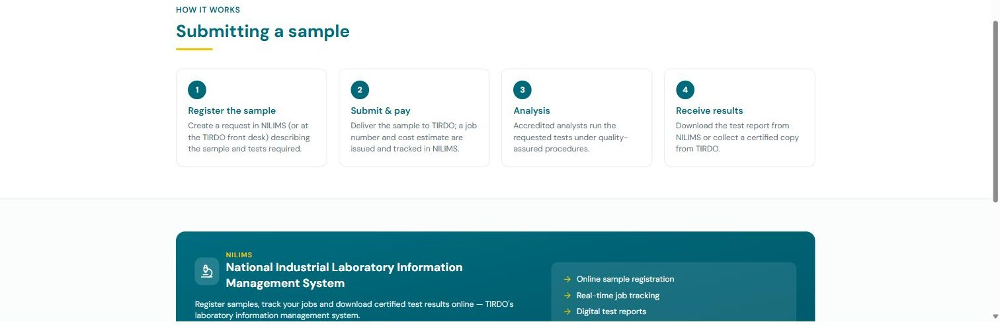 HOW IT WORKS
Submitting a sample
1
Register the sample
Create a request in NILIMS (or at
the TIRDO front desk) describing
the sample and tests required.
2
Submit & pay
Deliver the sample to TIRDO; a job
number and cost estimate are
issued and tracked in NILIMS.
3
Analysis
Accredited analysts run the
requested tests under quality-
assured procedures.
4
Receive results
Download the test report from
NILIMS or collect a certified copy
from TIRDO.
NILIMS
National Industrial Laboratory Information
Management System
Register samples, track your jobs and download certified test results online — TIRDO's
laboratory information management system.
→ Online sample registration
→ Real-time job tracking
→ Digital test reports